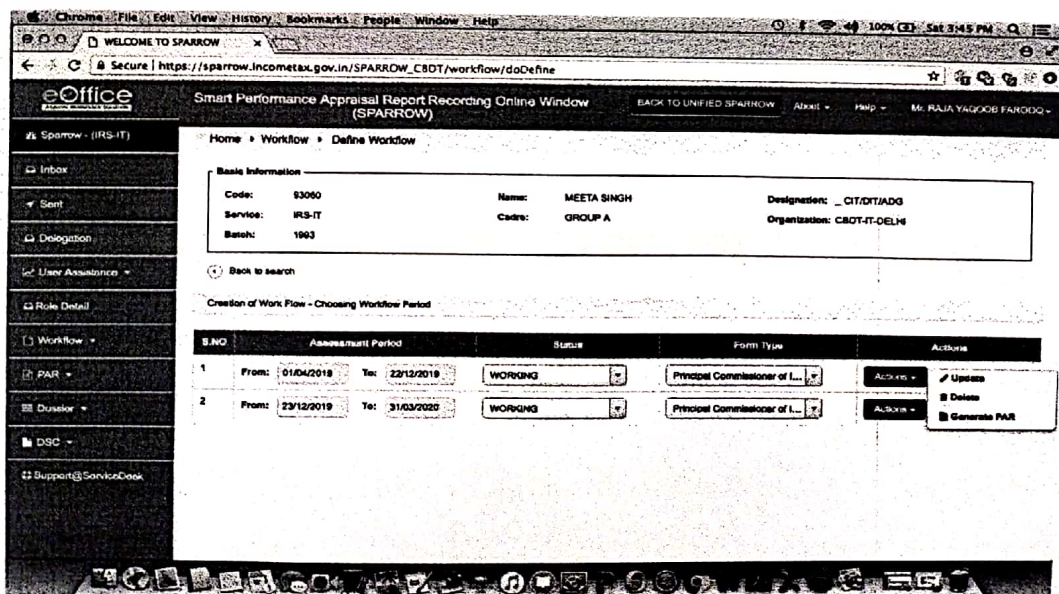 Chrome File Edit View History Bookmarks People Window Help 100% Sat 3:45 PM
WELCOME TO SPARROW
Secure | https://sparrow.incometax.gov.in/SPARROW_CBDT/workflow/doDefine
eOffice
Smart Performance Appraisal Report Recording Online Window (SPARROW)
BACK TO UNIFIED SPARROW About Help Mr. RAJA YAQOOB FAROOQ
Sparrow - (IRS-IT)
Inbox
Sent
Delegation
User Assistance
Role Detail
Workflow
PAR
Dossier
DSC
Support@ServiceDesk
Home Workflow Define Workflow
Basic Information
Code: 93060 Name: MEETA SINGH Designation: _ CIT/DIT/ADG
Service: IRS-IT Cadre: GROUP A Organization: CBDT-IT-DELHI
Batch: 1993
Back to search
Creation of Work Flow - Choosing Workflow Period
S.NO Assessment Period Status Form Type Actions
1 From: 01/04/2019 To: 22/12/2019 WORKING Principal Commissioner of I... Actions
2 From: 23/12/2019 To: 31/03/2020 WORKING Principal Commissioner of I... Actions
Update
Delete
Generate PAR